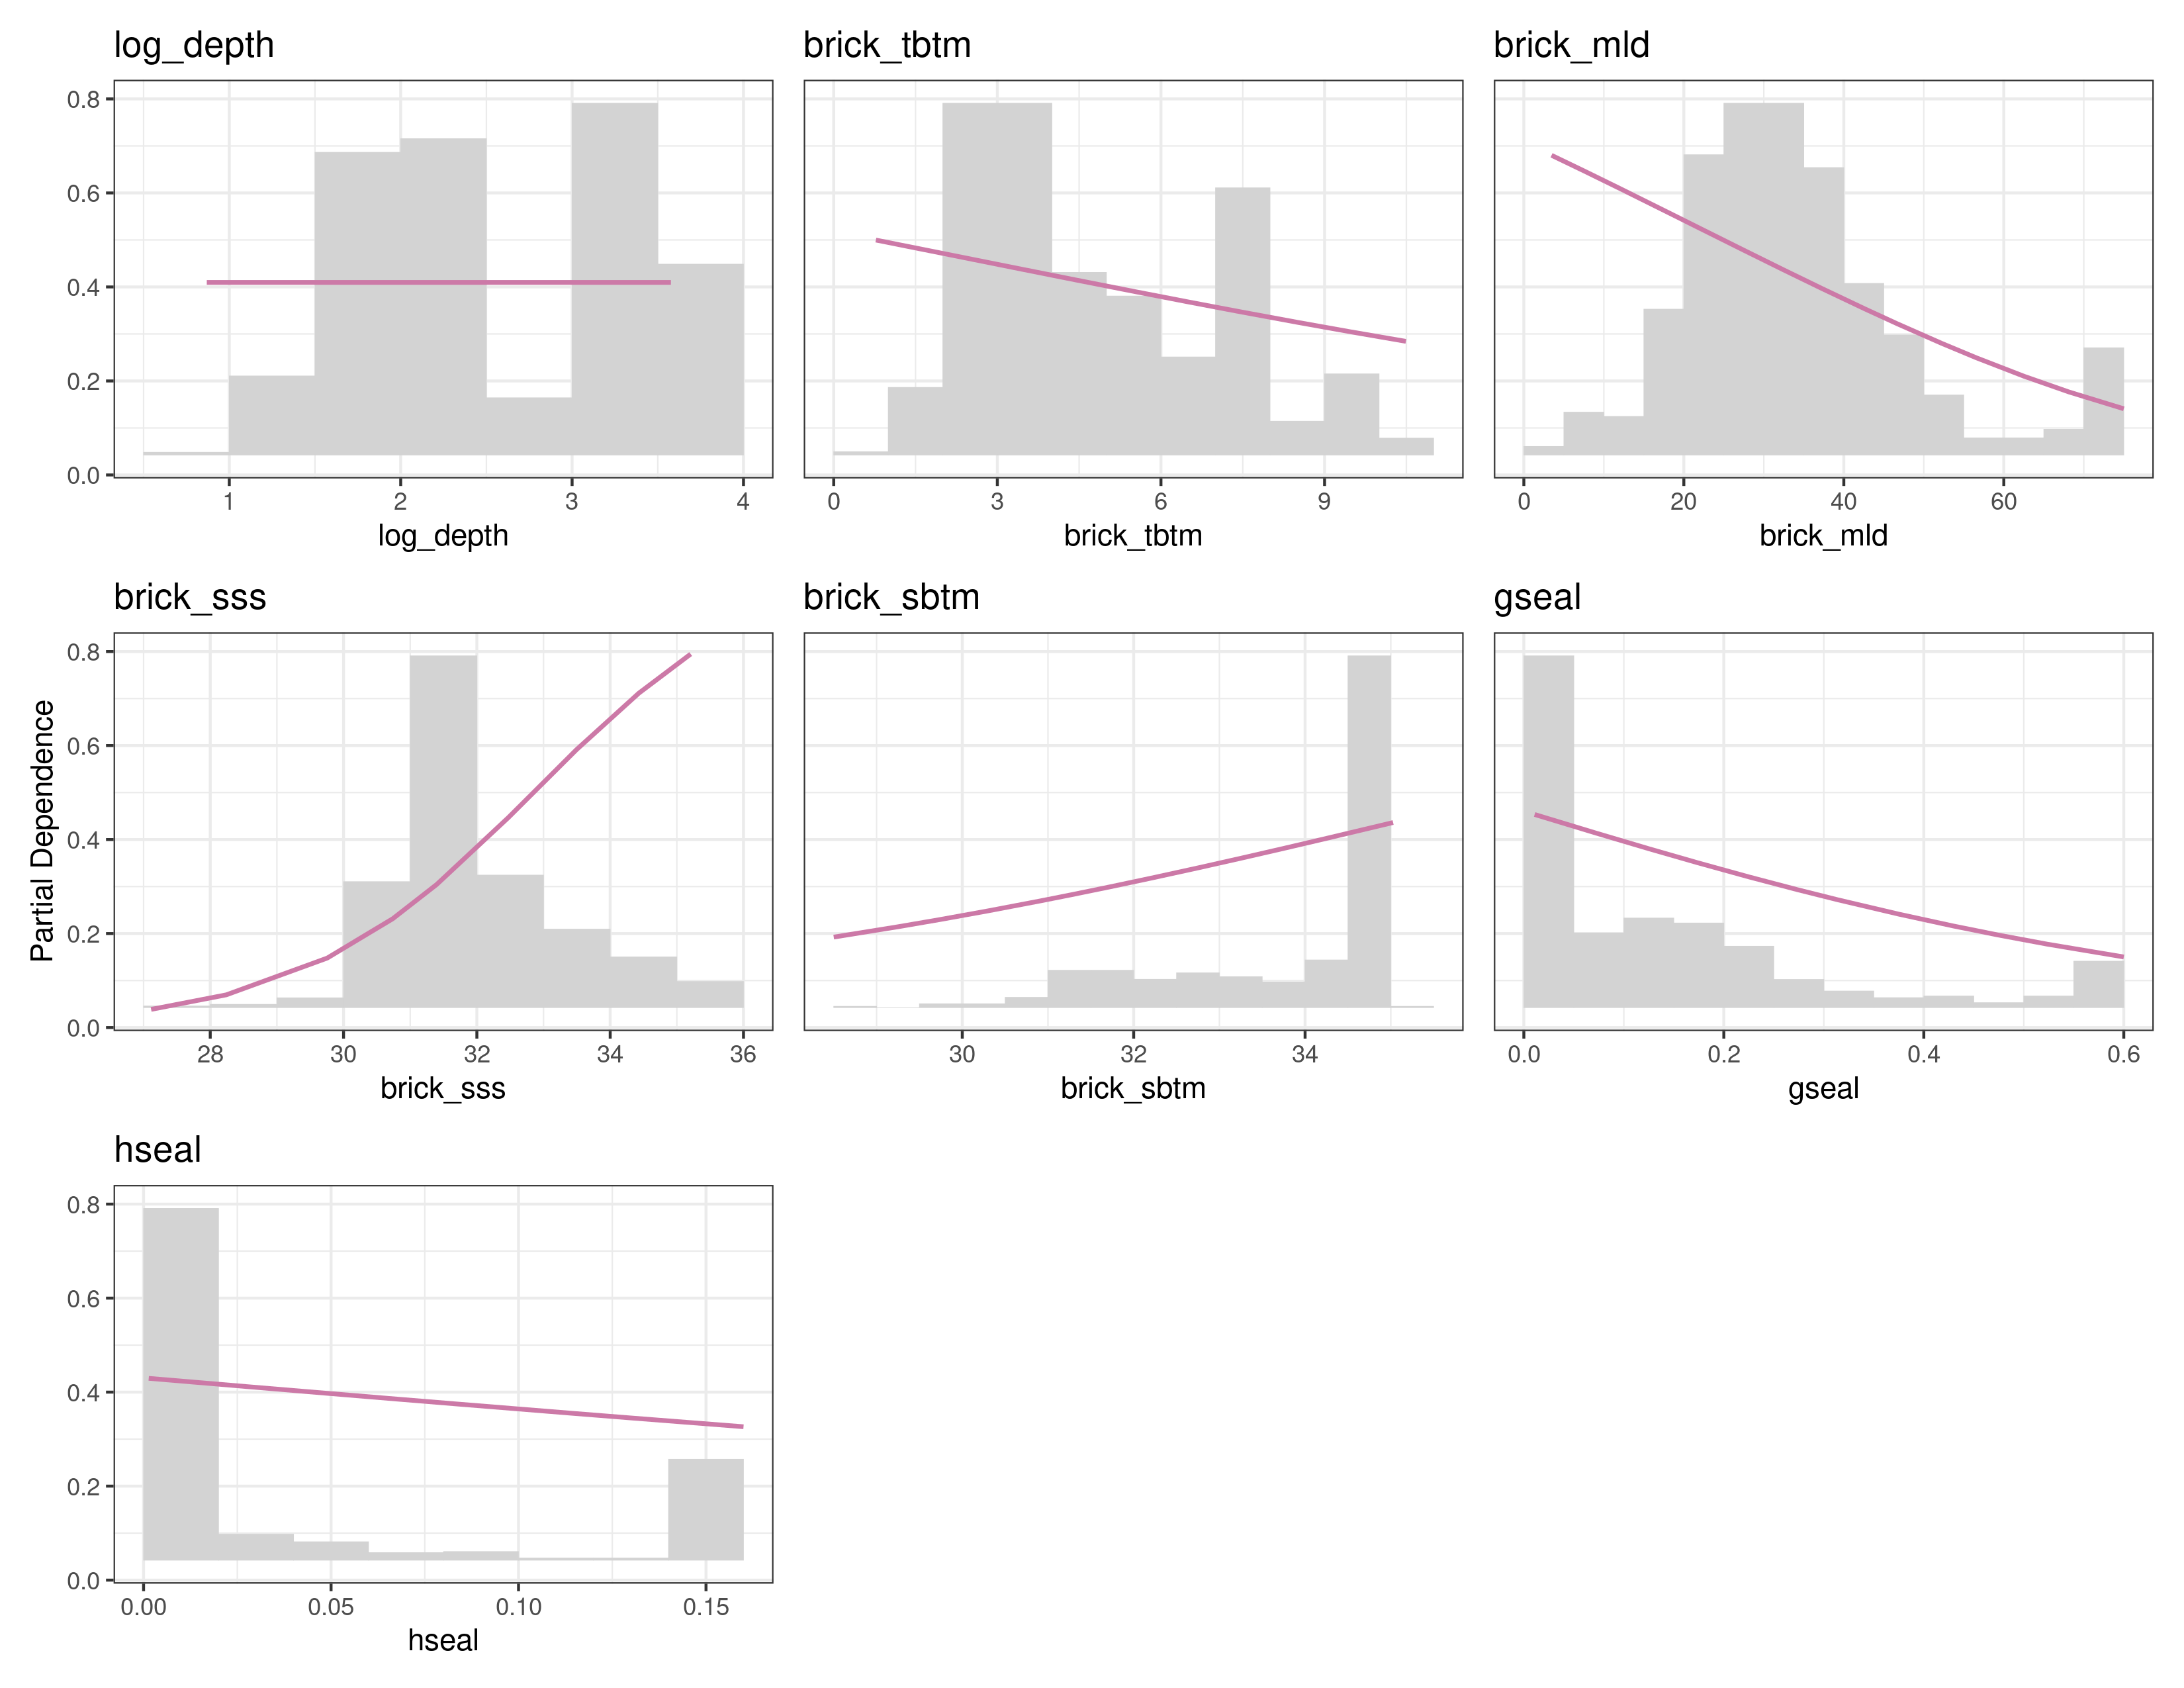 log_depth
brick_tbtm
brick_mld
0.8
0.6
0.4
0.2
0.0
1 2 3 4
0 3 6 9
0 20 40 60
log_depth
brick_tbtm
brick_mld
brick_sss
brick_sbtm
gseal
Partial Dependence
0.8
0.6
0.4
0.2
0.0
28 30 32 34 36
30 32 34
0.0 0.2 0.4 0.6
brick_sss
brick_sbtm
gseal
hseal
0.8
0.6
0.4
0.2
0.0
0.00 0.05 0.10 0.15
hseal